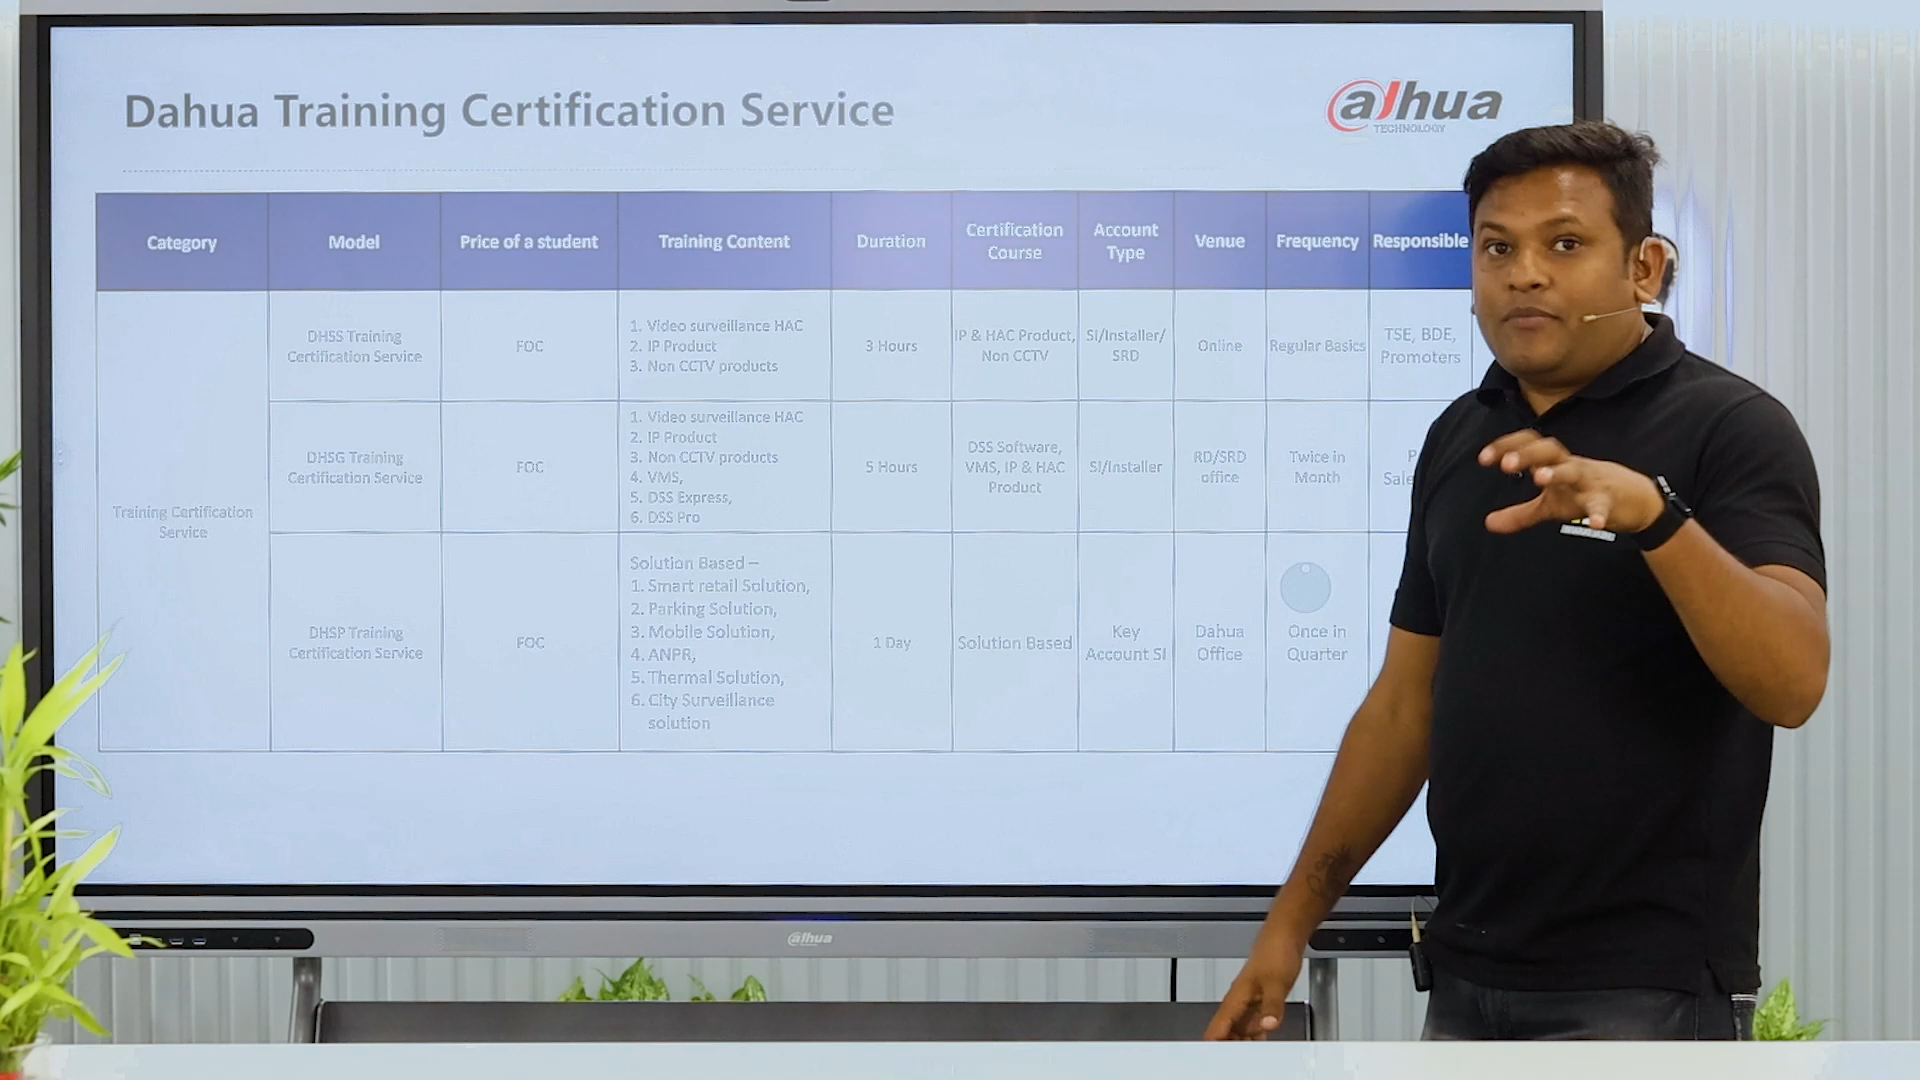 Dahua Training Certification Service
alhua
TECHNOLOGY
Category
Model
Price of a student
Training Content
Duration
Certification
Course
Account
Type
Venue
Frequency
Responsible
Training Certification
Service
DHSS Training
Certification Service
FOC
1. Video surveillance HAC
2. IP Product
3. Non CCTV products
3 Hours
IP & HAC Product,
Non CCTV
SI/Installer/
SRD
Online
Regular Basics
TSE, BDE,
Promoters
DHSG Training
Certification Service
FOC
1. Video surveillance HAC
2. IP Product
3. Non CCTV products
4. VMS,
5. DSS Express,
6. DSS Pro
5 Hours
DSS Software,
VMS, IP & HAC
Product
SI/Installer
RD/SRD
office
Twice in
Month
DHSP Training
Certification Service
FOC
Solution Based –
1. Smart retail Solution,
2. Parking Solution,
3. Mobile Solution,
4. ANPR,
5. Thermal Solution,
6. City Surveillance
solution
1 Day
Solution Based
Key
Account SI
Dahua
Office
Once in
Quarter
alhua